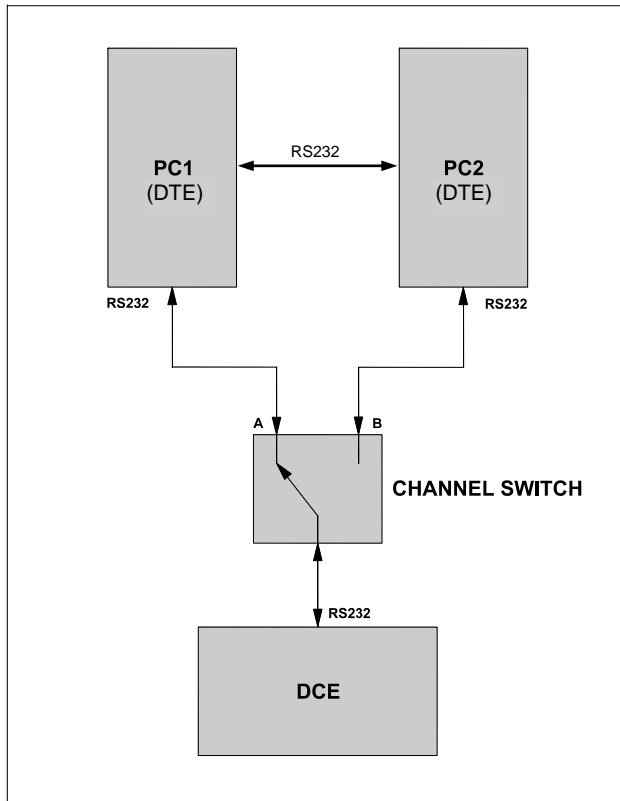 PC1
(DTE)
RS232
PC2
(DTE)
RS232
RS232
A
B
CHANNEL SWITCH
RS232
DCE